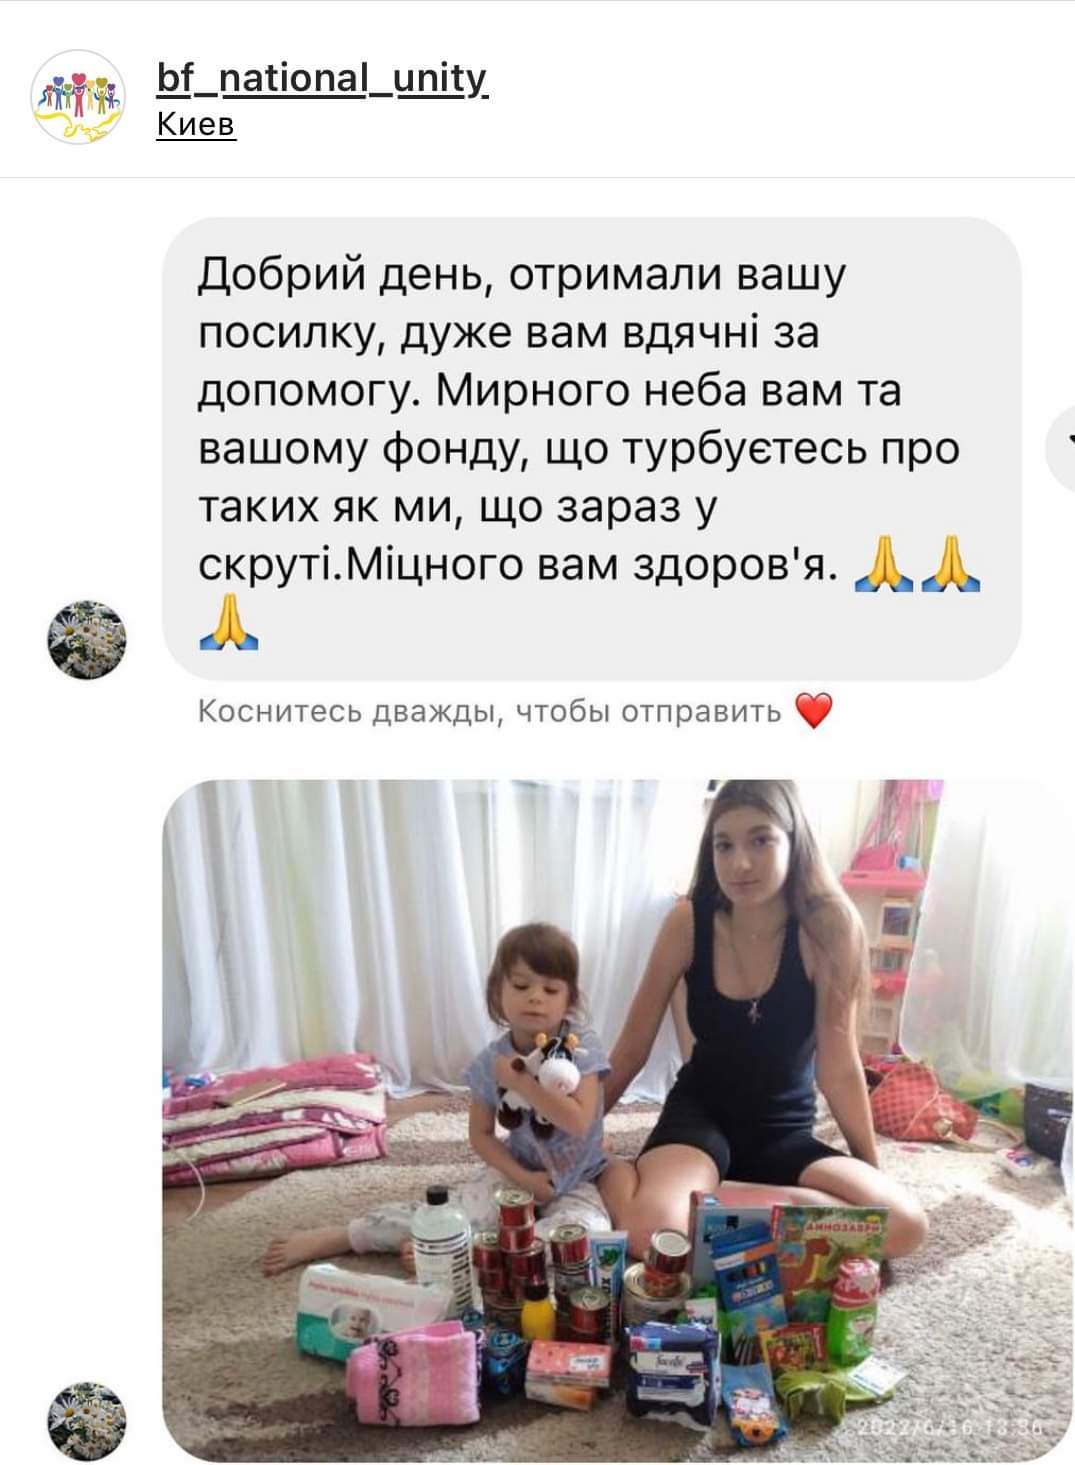 bf_national_unity
Киев
Добрий день, отримали вашу
посилку, дуже вам вдячні за
допомогу. Мирного неба вам та
вашому фонду, що турбуєтесь про
таких як ми, що зараз у
скруті.Міцного вам здоров'я. 🙏🙏
🙏
Коснитесь дважды, чтобы отправить ❤️
ДИНОЗАВРИ
2022/6/16 13:36